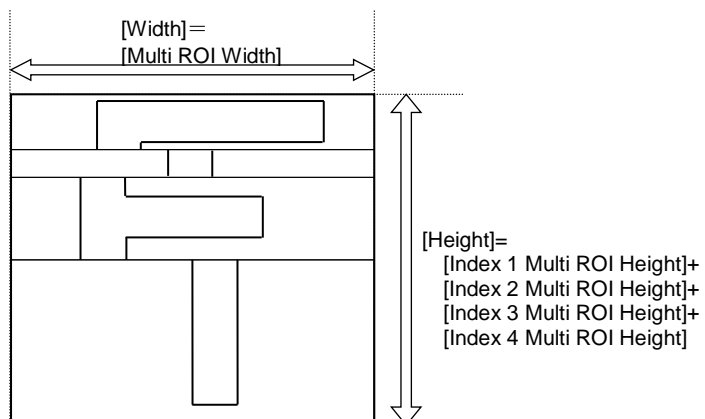 [Width]＝
[Multi ROI Width]
[Height]=
[Index 1 Multi ROI Height]+
[Index 2 Multi ROI Height]+
[Index 3 Multi ROI Height]+
[Index 4 Multi ROI Height]